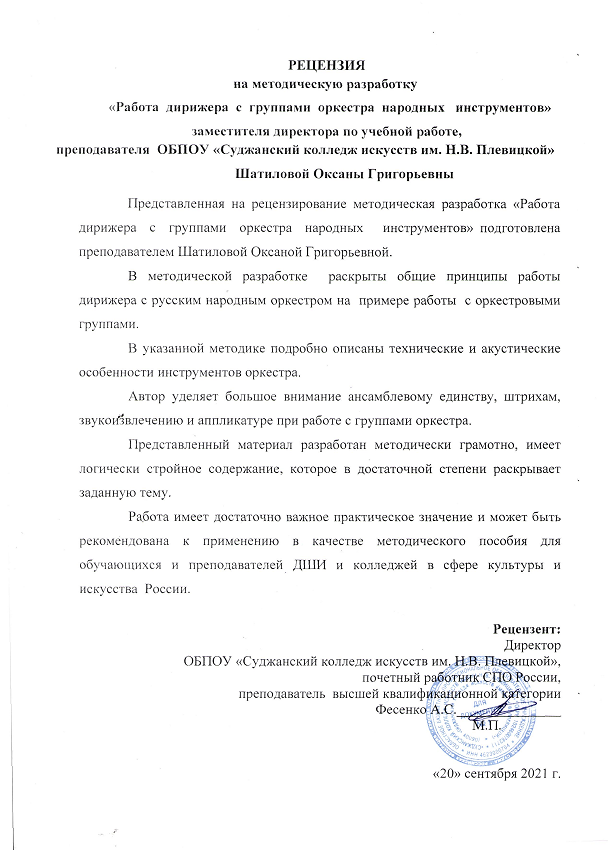 РЕЦЕНЗИЯ
на методическую разработку
«Работа дирижера с группами оркестра народных инструментов»
заместителя директора по учебной работе,
преподавателя ОБПОУ «Суджанский колледж искусств им. Н.В. Плевицкой»
Шатиловой Оксаны Григорьевны
Представленная на рецензирование методическая разработка «Работа
дирижера с группами оркестра народных инструментов» подготовлена
преподавателем Шатиловой Оксаной Григорьевной.
В методической разработке раскрыты общие принципы работы
дирижера с русским народным оркестром на примере работы с оркестровыми
группами.
В указанной методике подробно описаны технические и акустические
особенности инструментов оркестра.
Автор уделяет большое внимание ансамблевому единству, штрихам,
звукоизвлечению и аппликатуре при работе с группами оркестра.
Представленный материал разработан методически грамотно, имеет
логически стройное содержание, которое в достаточной степени раскрывает
заданную тему.
Работа имеет достаточно важное практическое значение и может быть
рекомендована к применению в качестве методического пособия для
обучающихся и преподавателей ДШИ и колледжей в сфере культуры и
искусства России.
Рецензент:
Директор
ОБПОУ «Суджанский колледж искусств им. Н.В. Плевицкой»,
почетный работник СПО России,
преподаватель высшей квалификационной категории
Фесенко А.С.
М.П.
для
«20» сентября 2021 г.